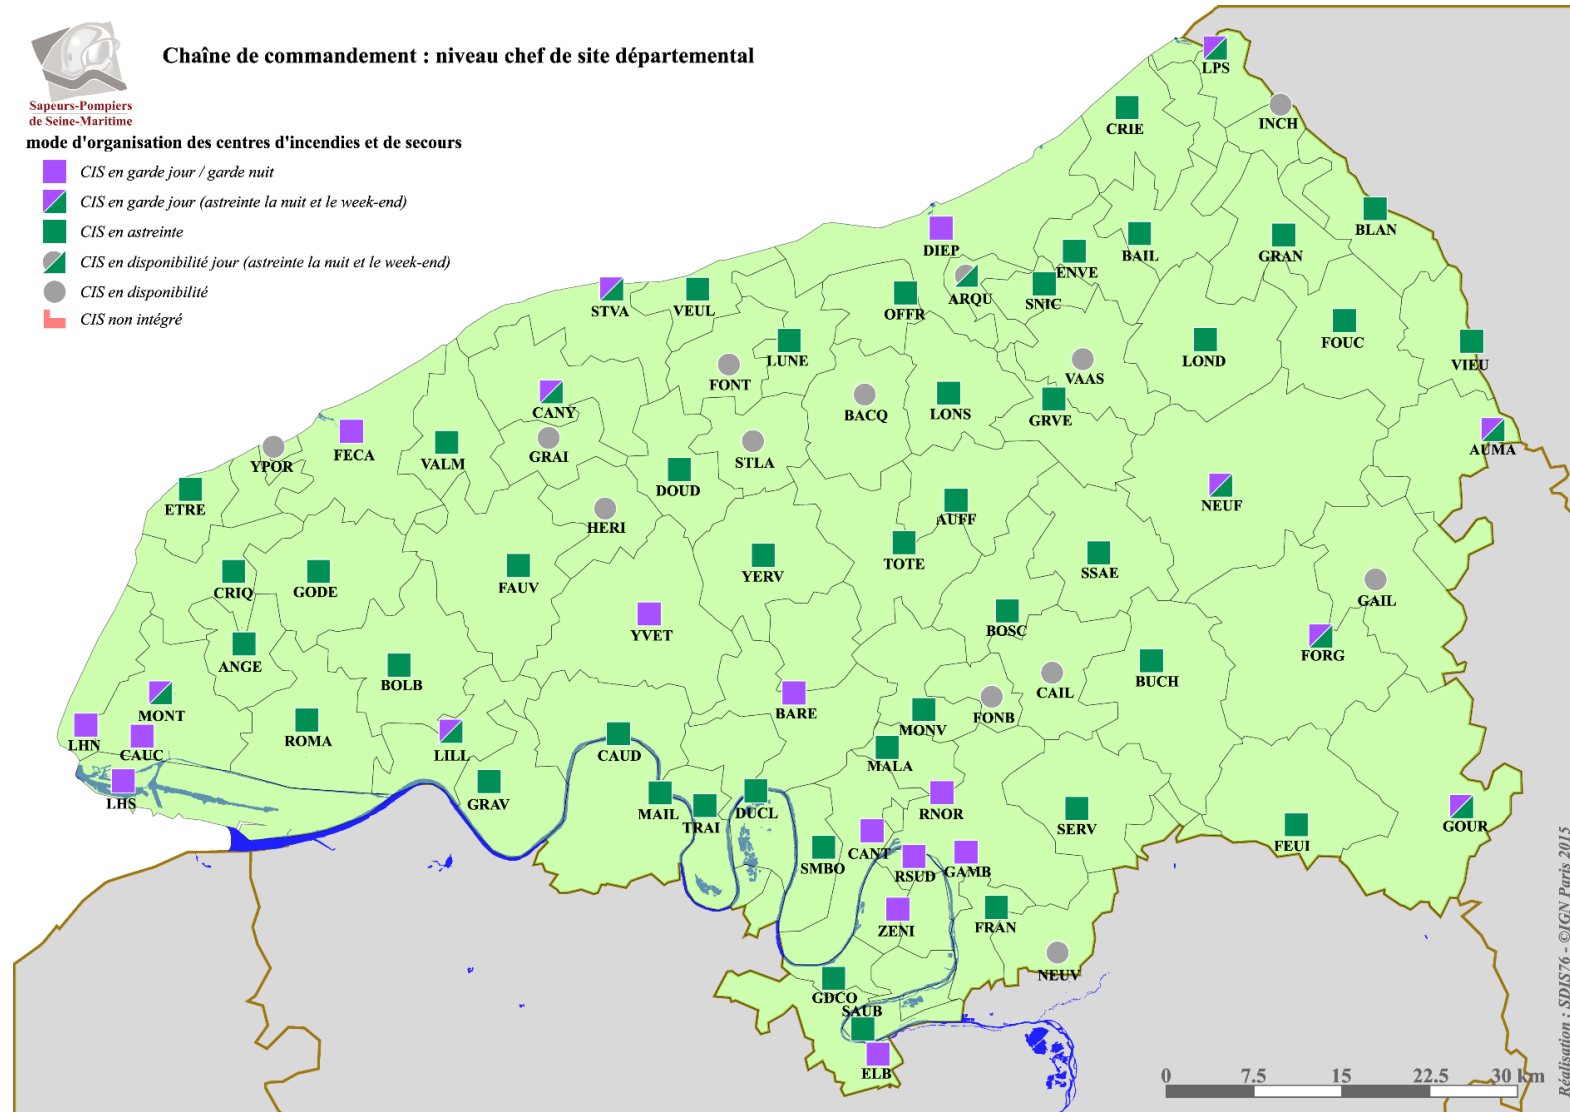 Chaîne de commandement : niveau chef de site départemental
Sapeurs-Pompiers
de Seine-Maritime
mode d'organisation des centres d'incendies et de secours
CIS en garde jour / garde nuit
CIS en garde jour (astreinte la nuit et le week-end)
CIS en astreinte
CIS en disponibilité jour (astreinte la nuit et le week-end)
CIS en disponibilité
CIS non intégré
LPS
INCH
CRIE
BLAN
DIEP
BAIL
GRAN
ENVE
ARQU
SNIC
STVA
VEUL
OFFR
LUNE
FOUC
LOND
VIEU
FONT
VAAS
CANY
BACQ
LONS
GRVE
AUMA
YPOR
FECA
VALM
GRAI
STLA
DOUD
ETRE
NEUF
HERI
AUFF
TOTE
YERV
SSAE
CRIQ
GODE
FAUV
GAIL
YVET
BOSC
FORG
ANGE
BOLB
CAIL
BUCH
MONT
BARE
FONB
MONV
LHN
CAUC
ROMA
LILL
CAUD
MALA
LHS
GRAV
MAIL
TRAI
DUCL
RNOR
SERV
GOUR
FEUI
SMBO
CANT
RSUD
GAMB
ZENI
FRAN
NEUV
GDCO
SAUB
ELB
0 7.5 15 22.5 30 km
Réalisation : SDIS76 - ©IGN Paris 2015